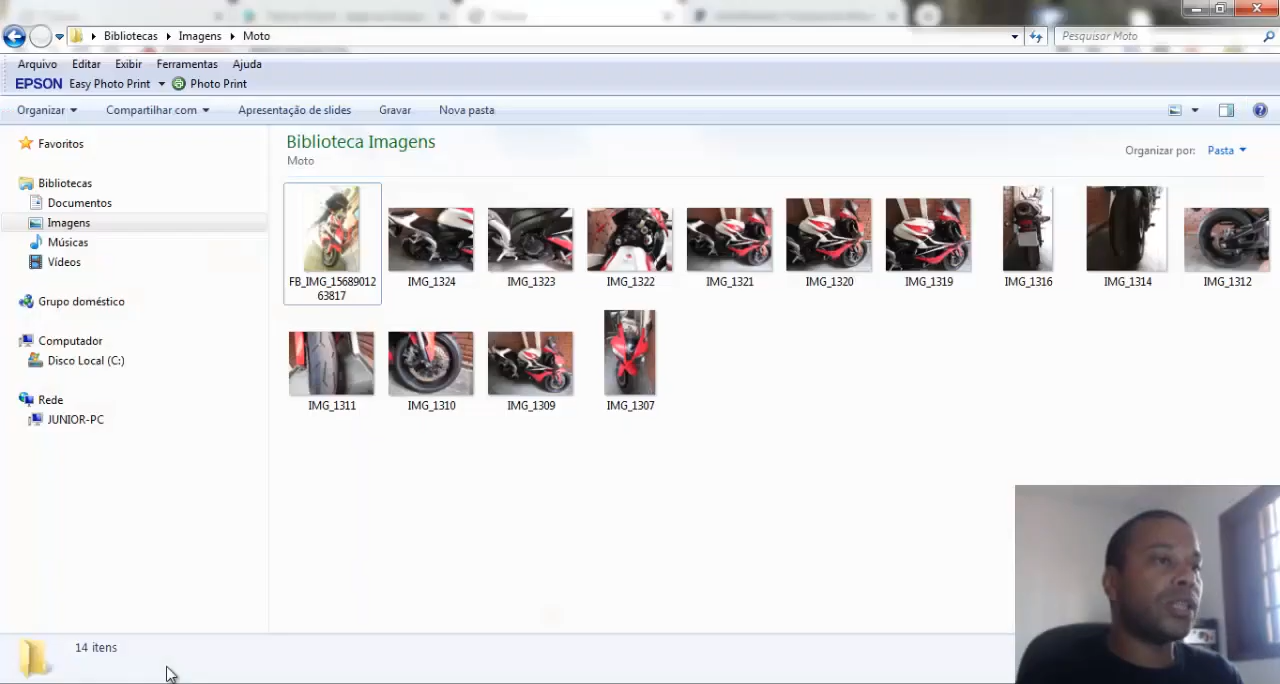 Bibliotecas Imagens Moto
Pesquisar Moto
Arquivo Editar Exibir Ferramentas Ajuda
EPSON Easy Photo Print Photo Print
Organizar Compartilhar com Apresentação de slides Gravar Nova pasta
Favoritos
Bibliotecas
Documentos
Imagens
Músicas
Vídeos
Grupo doméstico
Computador
Disco Local (C:)
Rede
JUNIOR-PC
Biblioteca Imagens
Moto
Organizar por: Pasta
FB_IMG_15689012
63817
IMG_1324
IMG_1323
IMG_1322
IMG_1321
IMG_1320
IMG_1319
IMG_1316
IMG_1314
IMG_1312
IMG_1311
IMG_1310
IMG_1309
IMG_1307
14 itens